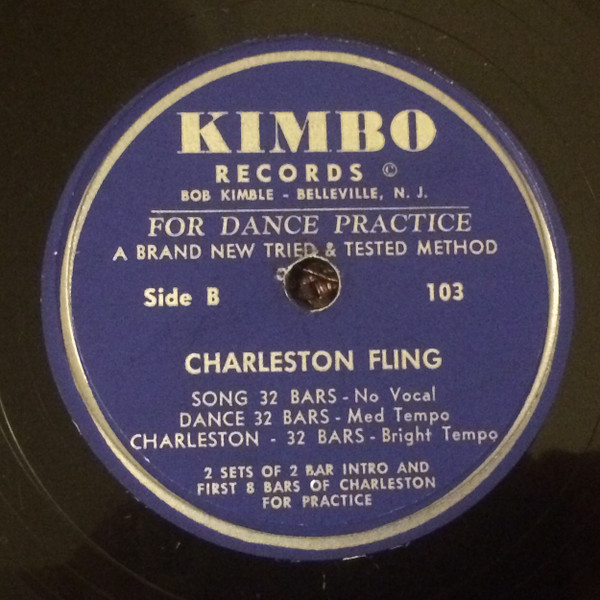 KIMBO
RECORDS ©
BOB KIMBLE - BELLEVILLE, N. J.
FOR DANCE PRACTICE
A BRAND NEW TRIED & TESTED METHOD
Side B 103
CHARLESTON FLING
SONG 32 BARS - No Vocal
DANCE 32 BARS - Med Tempo
CHARLESTON - 32 BARS - Bright Tempo
2 SETS OF 2 BAR INTRO AND
FIRST 8 BARS OF CHARLESTON
FOR PRACTICE